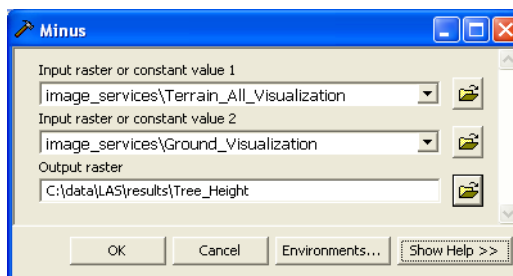 Minus
Input raster or constant value 1
image_services\Terrain_All_Visualization
Input raster or constant value 2
image_services\Ground_Visualization
Output raster
C:\data\LAS\results\Tree_Height
OK Cancel Environments... Show Help >>